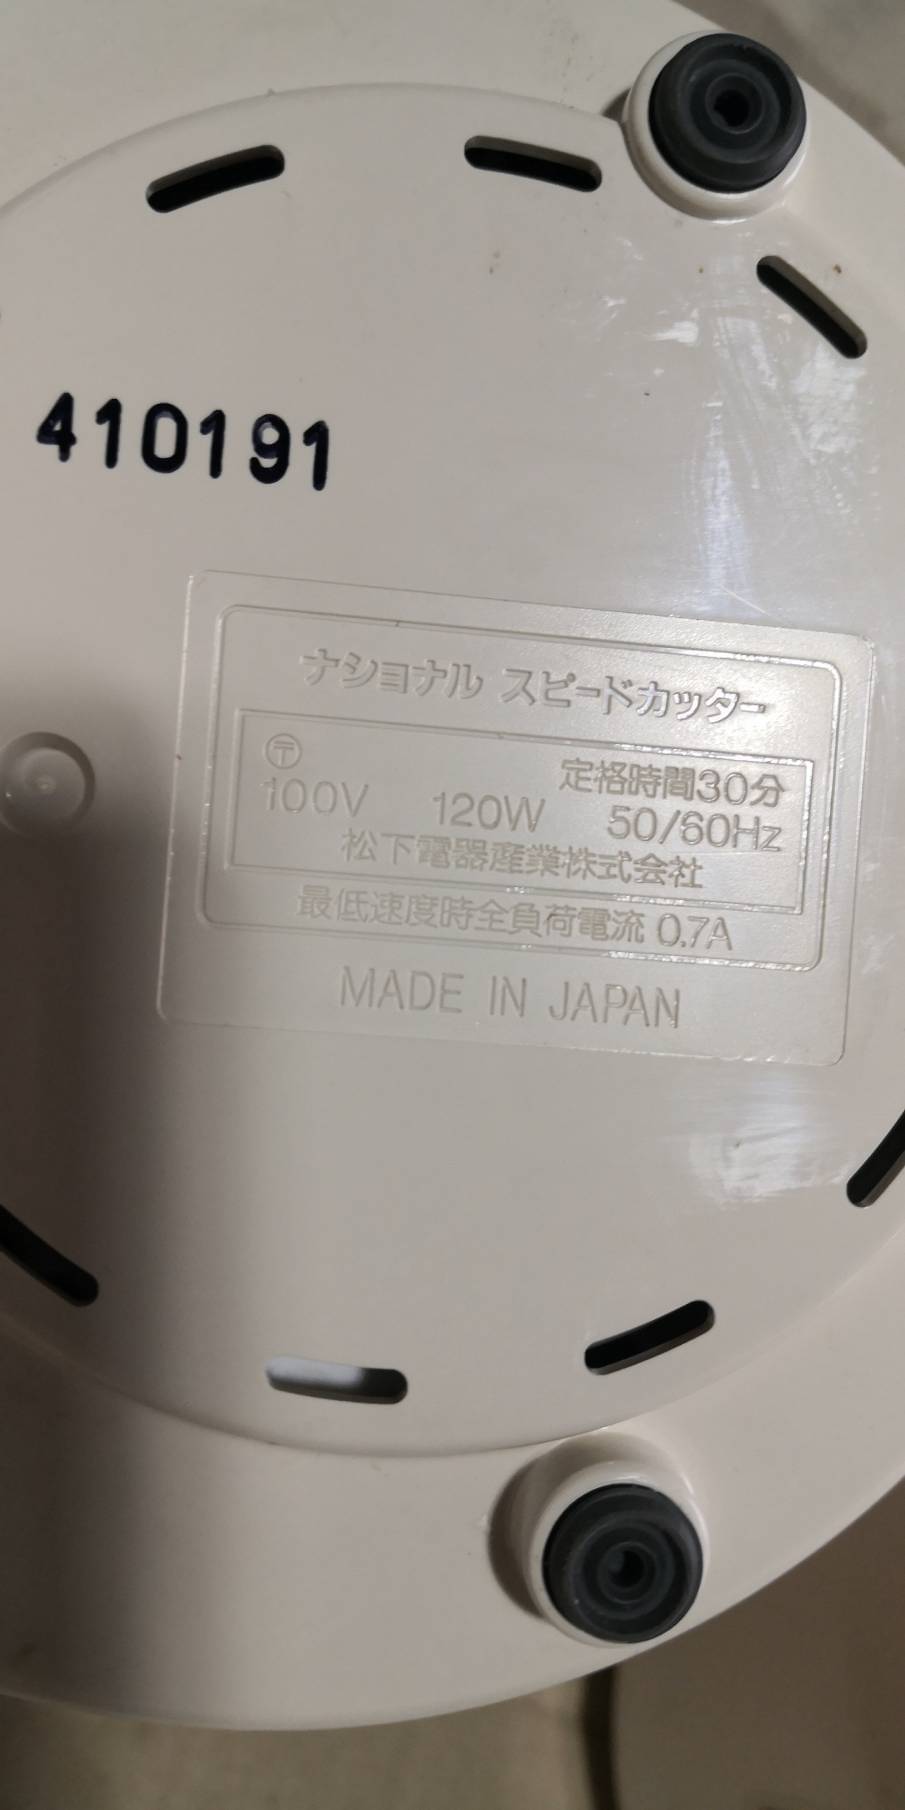 410191
ナショナル スピードカッター
〒 定格時間30分
100V 120W 50/60Hz
松下電器産業株式会社
最低速度時全負荷電流 0.7A
MADE IN JAPAN